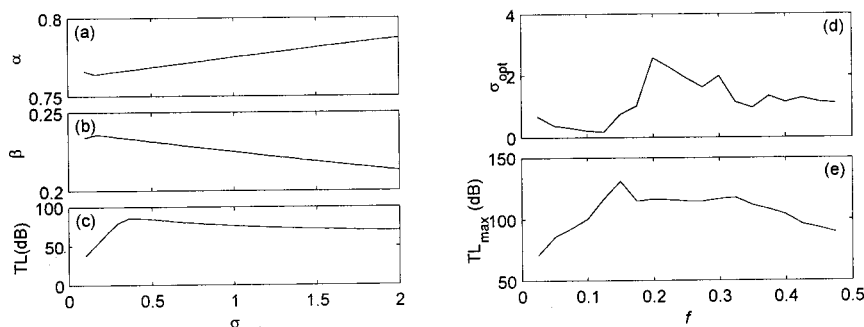 0.8
(a)
α
0.75
0.25
(b)
β
0.2
100
(c)
TL(dB)
50
0
0 0.5 1 1.5 2
σ
4
(d)
σopt
2
0
150
(e)
TLmax (dB)
100
50
0 0.1 0.2 0.3 0.4 0.5
f